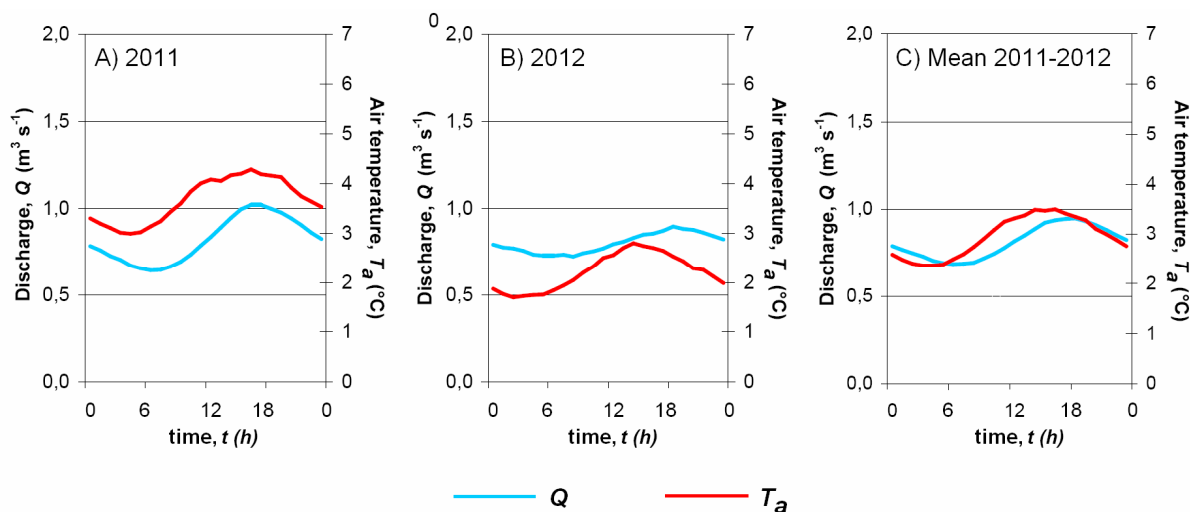 0
A) 2011
2,0
1,5
1,0
0,5
0,0
Discharge, Q (m³ s⁻¹)
7
6
5
4
3
2
1
0
Air temperature, Tₐ (°C)
0 6 12 18 0
time, t (h)
B) 2012
2,0
1,5
1,0
0,5
0,0
Discharge, Q (m³ s⁻¹)
7
6
5
4
3
2
1
0
Air temperature, Tₐ (°C)
0 6 12 18 0
time, t (h)
C) Mean 2011-2012
2,0
1,5
1,0
0,5
0,0
Discharge, Q (m³ s⁻¹)
7
6
5
4
3
2
1
0
Air temperature, Tₐ (°C)
0 6 12 18 0
time, t (h)
Q Tₐ